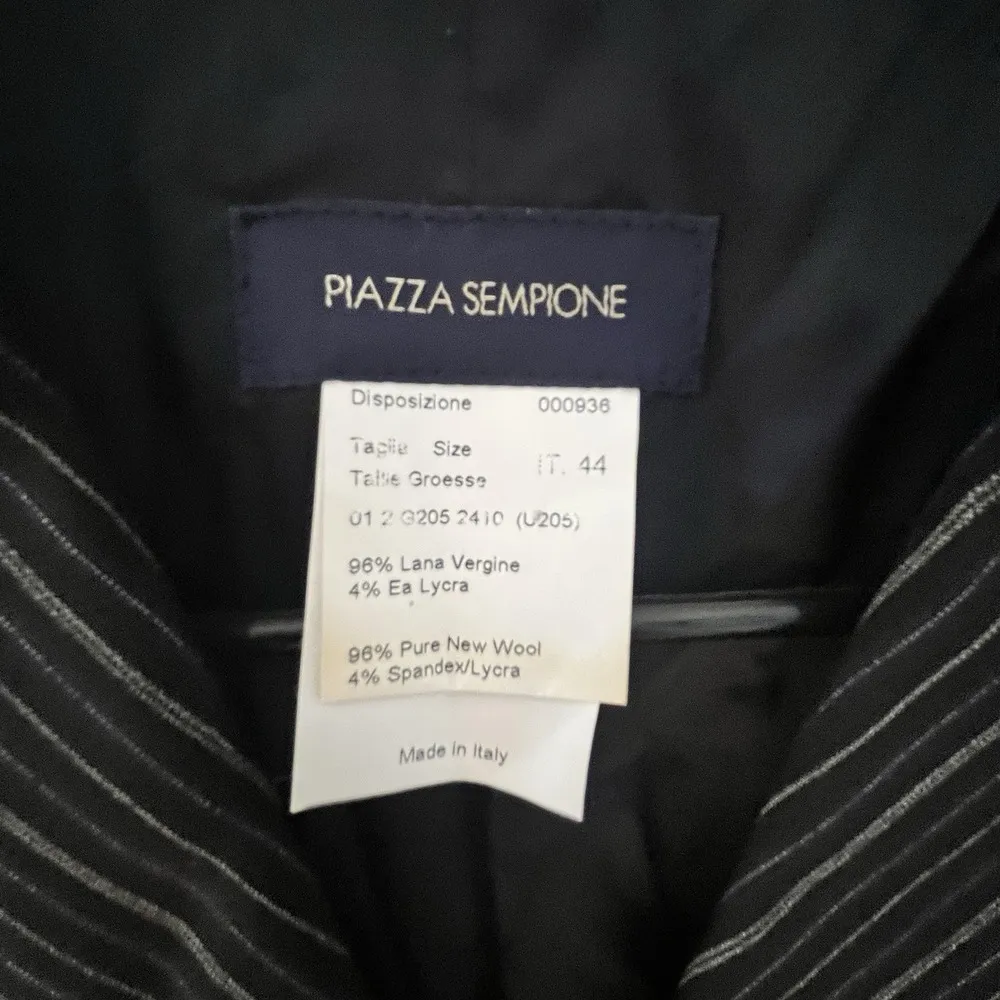 PIAZZA SEMPIONE
Disposizione 000936
Taglia Size
IT. 44
Taille Groesse
01 2 G205 2410 (U205)
96% Lana Vergine
4% Ea Lycra
96% Pure New Wool
4% Spandex/Lycra
Made in Italy